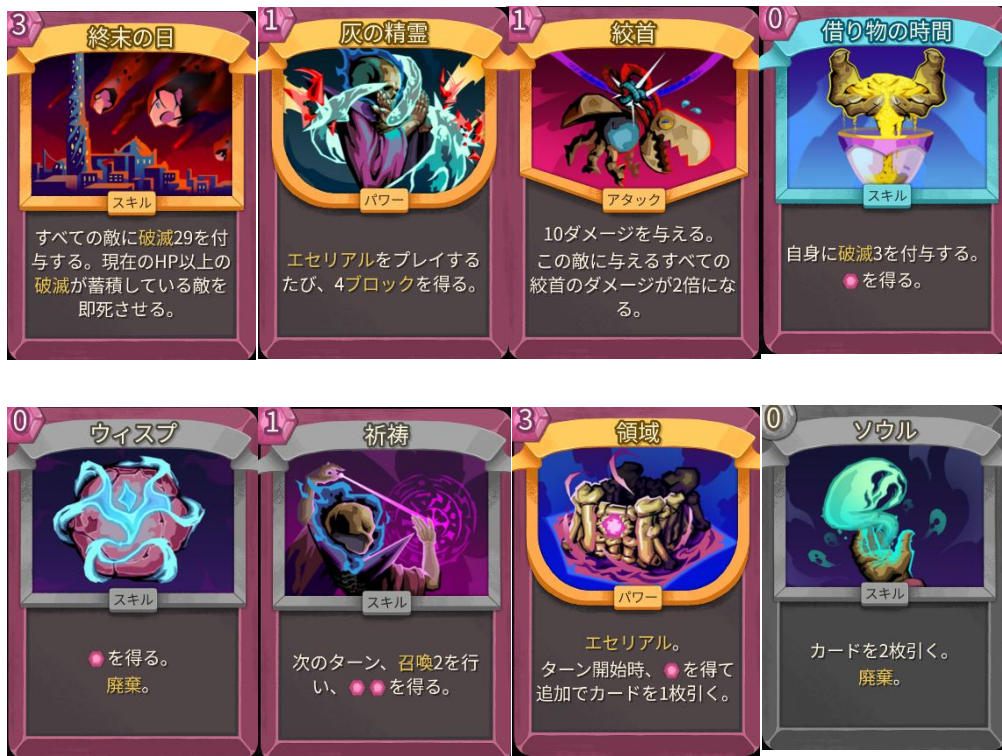 3
終末の日
スキル
すべての敵に破滅29を付
与する。現在のHP以上の
破滅が蓄積している敵を
即死させる。
1
灰の精霊
パワー
エセリアルをプレイする
たび、4ブロックを得る。
1
絞首
アタック
10ダメージを与える。
この敵に与えるすべての
絞首のダメージが2倍にな
る。
0
借り物の時間
スキル
自身に破滅3を付与する。
を得る。
0
ウィスプ
スキル
を得る。
廃棄。
1
祈祷
スキル
次のターン、召喚2を行
い、を得る。
3
領域
パワー
エセリアル。
ターン開始時、を得て
追加でカードを1枚引く。
0
ソウル
スキル
カードを2枚引く。
廃棄。